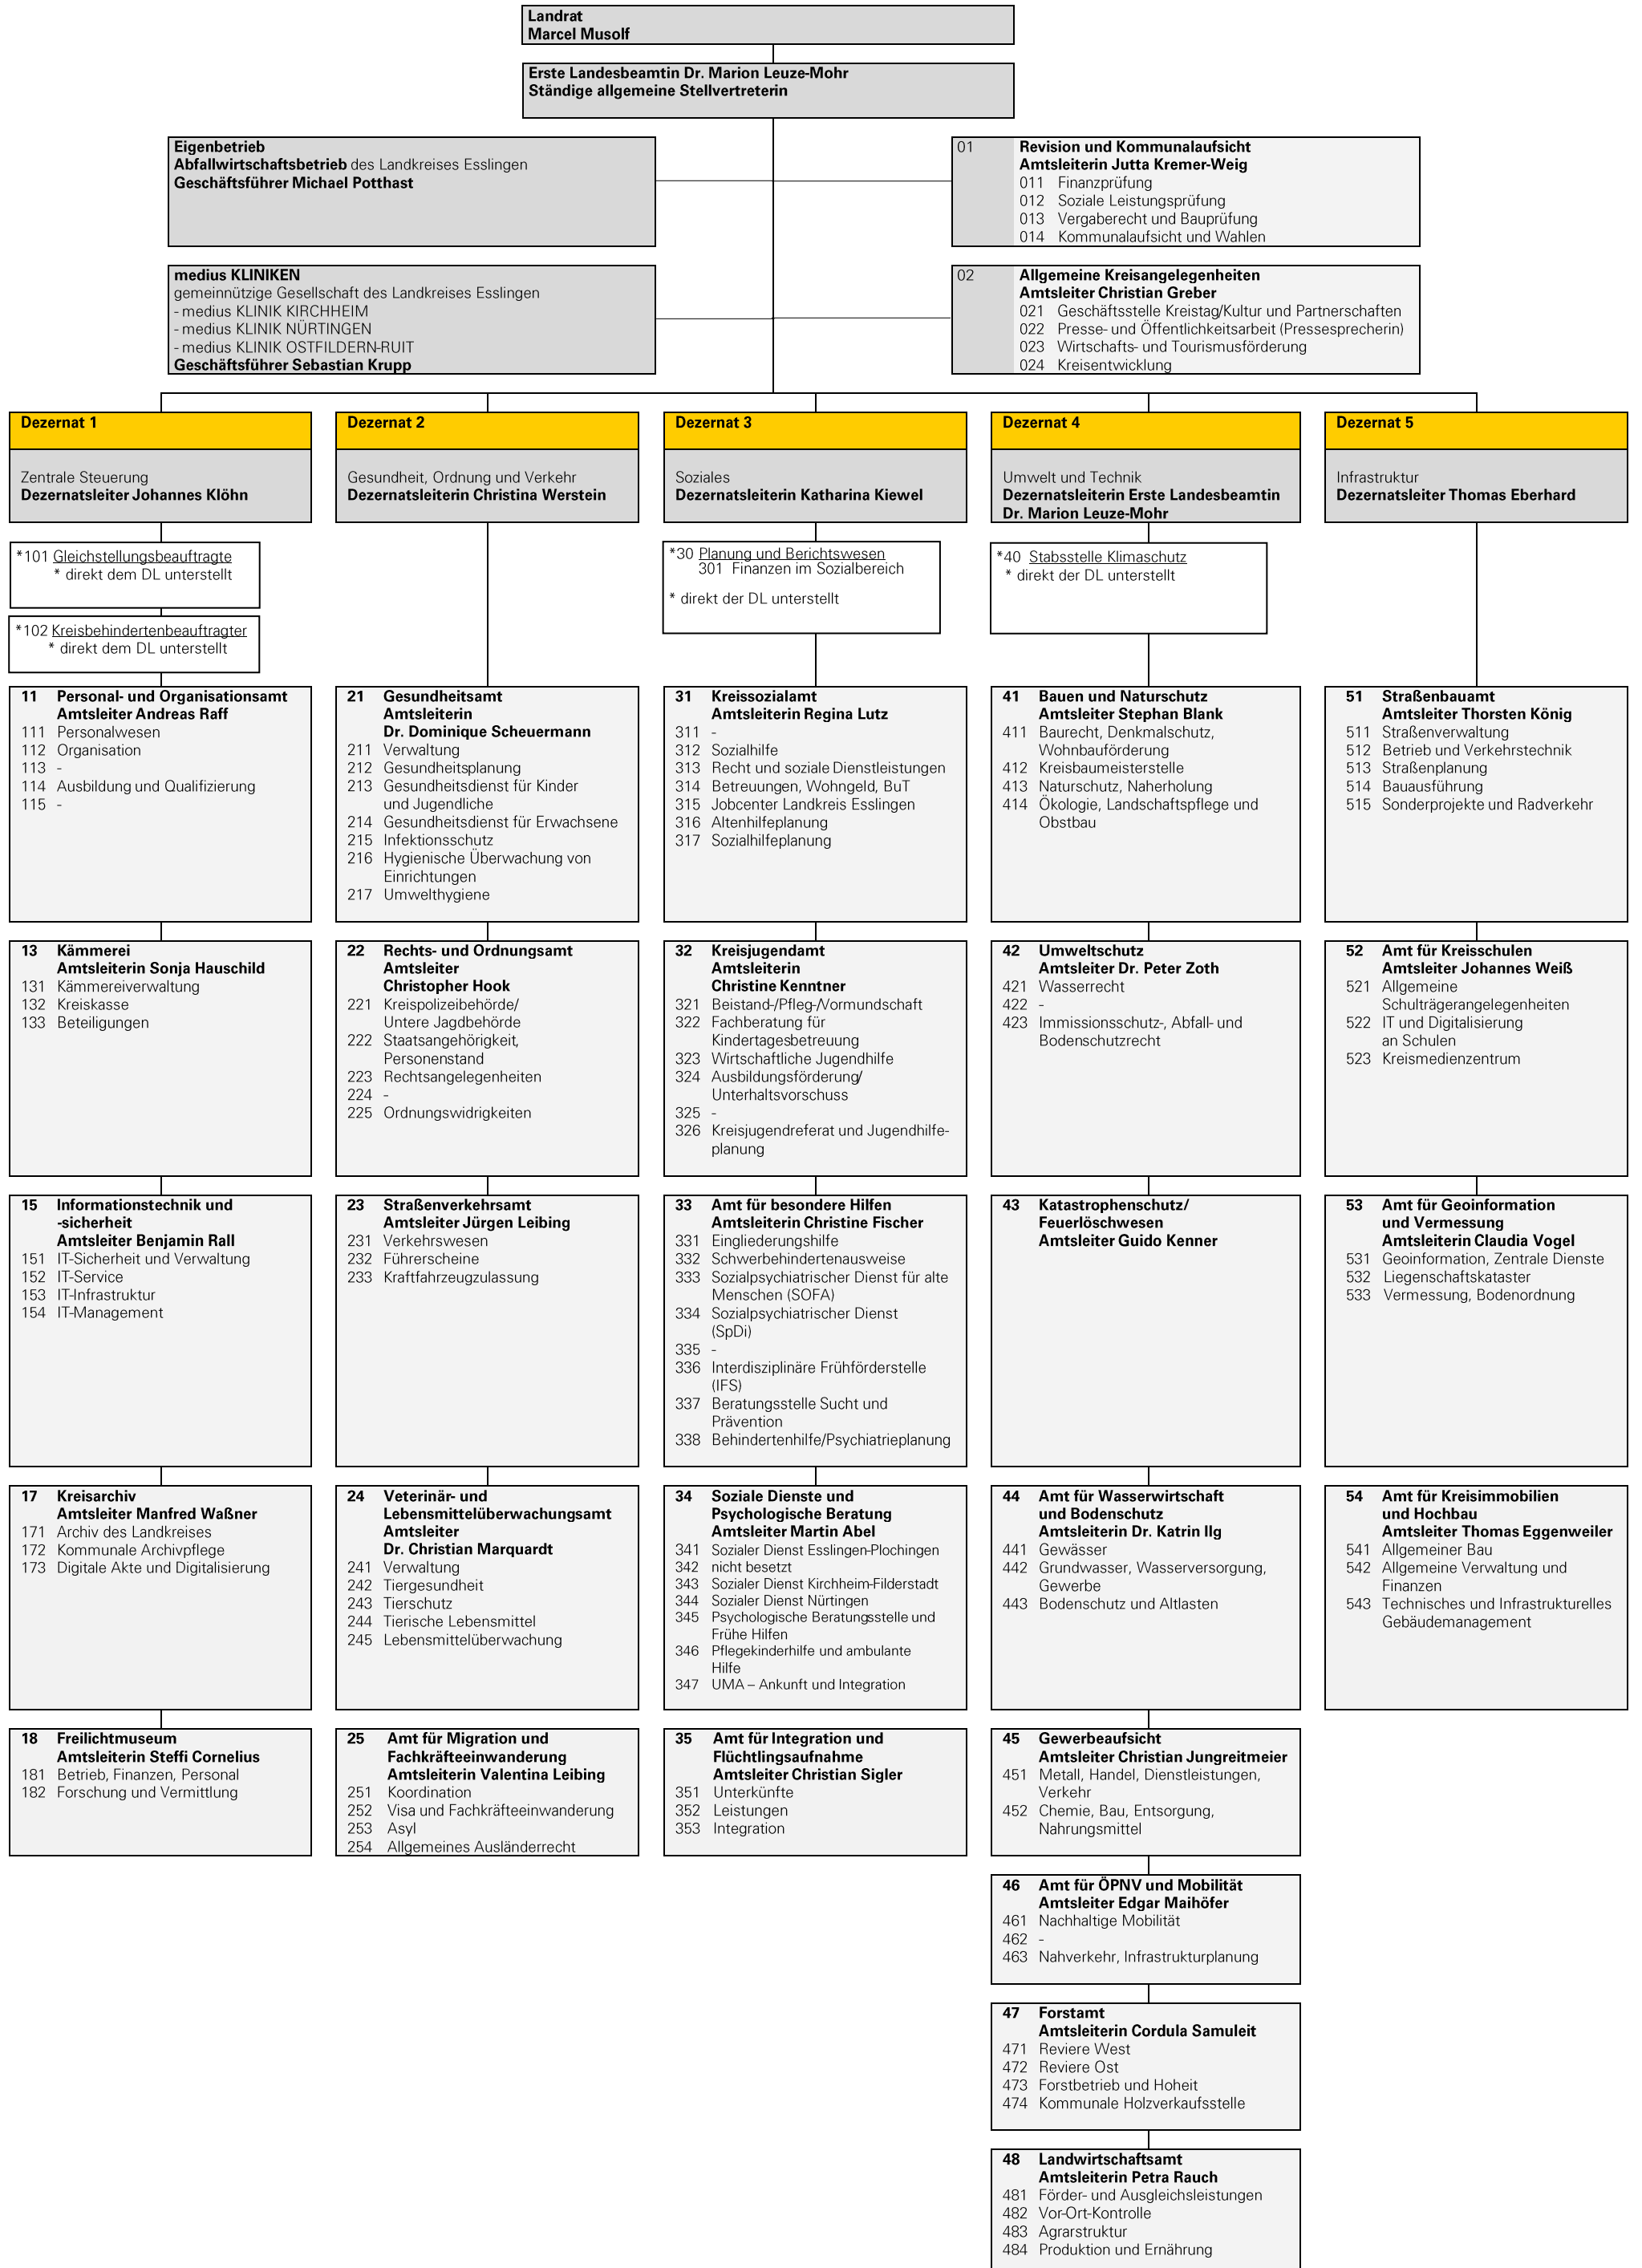 Landrat
Marcel Musolf
Erste Landesbeamtin Dr. Marion Leuze-Mohr
Ständige allgemeine Stellvertreterin
Eigenbetrieb
Abfallwirtschaftsbetrieb des Landkreises Esslingen
Geschäftsführer Michael Potthast
01 Revision und Kommunalaufsicht
Amtsleiterin Jutta Kremer-Weig
011 Finanzprüfung
012 Soziale Leistungsprüfung
013 Vergaberecht und Bauprüfung
014 Kommunalaufsicht und Wahlen
medius KLINIKEN
gemeinnützige Gesellschaft des Landkreises Esslingen
- medius KLINIK KIRCHHEIM
- medius KLINIK NÜRTINGEN
- medius KLINIK OSTFILDERN-RUIT
Geschäftsführer Sebastian Krupp
02 Allgemeine Kreisangelegenheiten
Amtsleiter Christian Greber
021 Geschäftsstelle Kreistag/Kultur und Partnerschaften
022 Presse- und Öffentlichkeitsarbeit (Pressesprecherin)
023 Wirtschafts- und Tourismusförderung
024 Kreisentwicklung
Dezernat 1
Zentrale Steuerung
Dezernatsleiter Johannes Klöhn
*101 Gleichstellungsbeauftragte
* direkt dem DL unterstellt
*102 Kreisbehindertenbeauftragter
* direkt dem DL unterstellt
11 Personal- und Organisationsamt
Amtsleiter Andreas Raff
111 Personalwesen
112 Organisation
113 -
114 Ausbildung und Qualifizierung
115 -
13 Kämmerei
Amtsleiterin Sonja Hauschild
131 Kämmereiverwaltung
132 Kreiskasse
133 Beteiligungen
15 Informationstechnik und
-sicherheit
Amtsleiter Benjamin Rall
151 IT-Sicherheit und Verwaltung
152 IT-Service
153 IT-Infrastruktur
154 IT-Management
17 Kreisarchiv
Amtsleiter Manfred Waßner
171 Archiv des Landkreises
172 Kommunale Archivpflege
173 Digitale Akte und Digitalisierung
18 Freilichtmuseum
Amtsleiterin Steffi Cornelius
181 Betrieb, Finanzen, Personal
182 Forschung und Vermittlung
Dezernat 2
Gesundheit, Ordnung und Verkehr
Dezernatsleiterin Christina Werstein
21 Gesundheitsamt
Amtsleiterin
Dr. Dominique Scheuermann
211 Verwaltung
212 Gesundheitsplanung
213 Gesundheitsdienst für Kinder
und Jugendliche
214 Gesundheitsdienst für Erwachsene
215 Infektionsschutz
216 Hygienische Überwachung von
Einrichtungen
217 Umwelthygiene
22 Rechts- und Ordnungsamt
Amtsleiter
Christopher Hook
221 Kreispolizeibehörde/
Untere Jagdbehörde
222 Staatsangehörigkeit,
Personenstand
223 Rechtsangelegenheiten
224 -
225 Ordnungswidrigkeiten
23 Straßenverkehrsamt
Amtsleiter Jürgen Leibing
231 Verkehrswesen
232 Führerscheine
233 Kraftfahrzeugzulassung
24 Veterinär- und
Lebensmittelüberwachungsamt
Amtsleiter
Dr. Christian Marquardt
241 Verwaltung
242 Tiergesundheit
243 Tierschutz
244 Tierische Lebensmittel
245 Lebensmittelüberwachung
25 Amt für Migration und
Fachkräfteeinwanderung
Amtsleiterin Valentina Leibing
251 Koordination
252 Visa und Fachkräfteeinwanderung
253 Asyl
254 Allgemeines Ausländerrecht
Dezernat 3
Soziales
Dezernatsleiterin Katharina Kiewel
*30 Planung und Berichtswesen
301 Finanzen im Sozialbereich
* direkt der DL unterstellt
31 Kreissozialamt
Amtsleiterin Regina Lutz
311 -
312 Sozialhilfe
313 Recht und soziale Dienstleistungen
314 Betreuungen, Wohngeld, BuT
315 Jobcenter Landkreis Esslingen
316 Altenhilfeplanung
317 Sozialhilfeplanung
32 Kreisjugendamt
Amtsleiterin
Christine Kenntner
321 Beistand-/Pfleg-/Vormundschaft
322 Fachberatung für
Kindertagesbetreuung
323 Wirtschaftliche Jugendhilfe
324 Ausbildungsförderung/
Unterhaltsvorschuss
325 -
326 Kreisjugendreferat und Jugendhilfe-
planung
33 Amt für besondere Hilfen
Amtsleiterin Christine Fischer
331 Eingliederungshilfe
332 Schwerbehindertenausweise
333 Sozialpsychiatrischer Dienst für alte
Menschen (SOFA)
334 Sozialpsychiatrischer Dienst
(SpDi)
335 -
336 Interdisziplinäre Frühförderstelle
(IFS)
337 Beratungsstelle Sucht und
Prävention
338 Behindertenhilfe/Psychiatrieplanung
34 Soziale Dienste und
Psychologische Beratung
Amtsleiter Martin Abel
341 Sozialer Dienst Esslingen-Plochingen
342 nicht besetzt
343 Sozialer Dienst Kirchheim-Filderstadt
344 Sozialer Dienst Nürtingen
345 Psychologische Beratungsstelle und
Frühe Hilfen
346 Pflegekinderhilfe und ambulante
Hilfe
347 UMA – Ankunft und Integration
35 Amt für Integration und
Flüchtlingsaufnahme
Amtsleiter Christian Sigler
351 Unterkünfte
352 Leistungen
353 Integration
Dezernat 4
Umwelt und Technik
Dezernatsleiterin Erste Landesbeamtin
Dr. Marion Leuze-Mohr
*40 Stabsstelle Klimaschutz
* direkt der DL unterstellt
41 Bauen und Naturschutz
Amtsleiter Stephan Blank
411 Baurecht, Denkmalschutz,
Wohnbauförderung
412 Kreisbaumeisterstelle
413 Naturschutz, Naherholung
414 Ökologie, Landschaftspflege und
Obstbau
42 Umweltschutz
Amtsleiter Dr. Peter Zoth
421 Wasserrecht
422 -
423 Immissionsschutz-, Abfall- und
Bodenschutzrecht
43 Katastrophenschutz/
Feuerlöschwesen
Amtsleiter Guido Kenner
44 Amt für Wasserwirtschaft
und Bodenschutz
Amtsleiterin Dr. Katrin Ilg
441 Gewässer
442 Grundwasser, Wasserversorgung,
Gewerbe
443 Bodenschutz und Altlasten
45 Gewerbeaufsicht
Amtsleiter Christian Jungreitmeier
451 Metall, Handel, Dienstleistungen,
Verkehr
452 Chemie, Bau, Entsorgung,
Nahrungsmittel
46 Amt für ÖPNV und Mobilität
Amtsleiter Edgar Maihöfer
461 Nachhaltige Mobilität
462 -
463 Nahverkehr, Infrastrukturplanung
47 Forstamt
Amtsleiterin Cordula Samuleit
471 Reviere West
472 Reviere Ost
473 Forstbetrieb und Hoheit
474 Kommunale Holzverkaufsstelle
48 Landwirtschaftsamt
Amtsleiterin Petra Rauch
481 Förder- und Ausgleichsleistungen
482 Vor-Ort-Kontrolle
483 Agrarstruktur
484 Produktion und Ernährung
Dezernat 5
Infrastruktur
Dezernatsleiter Thomas Eberhard
51 Straßenbauamt
Amtsleiter Thorsten König
511 Straßenverwaltung
512 Betrieb und Verkehrstechnik
513 Straßenplanung
514 Bauausführung
515 Sonderprojekte und Radverkehr
52 Amt für Kreisschulen
Amtsleiter Johannes Weiß
521 Allgemeine
Schulträgerangelegenheiten
522 IT und Digitalisierung
an Schulen
523 Kreismedienzentrum
53 Amt für Geoinformation
und Vermessung
Amtsleiterin Claudia Vogel
531 Geoinformation, Zentrale Dienste
532 Liegenschaftskataster
533 Vermessung, Bodenordnung
54 Amt für Kreisimmobilien
und Hochbau
Amtsleiter Thomas Eggenweiler
541 Allgemeiner Bau
542 Allgemeine Verwaltung und
Finanzen
543 Technisches und Infrastrukturelles
Gebäudemanagement